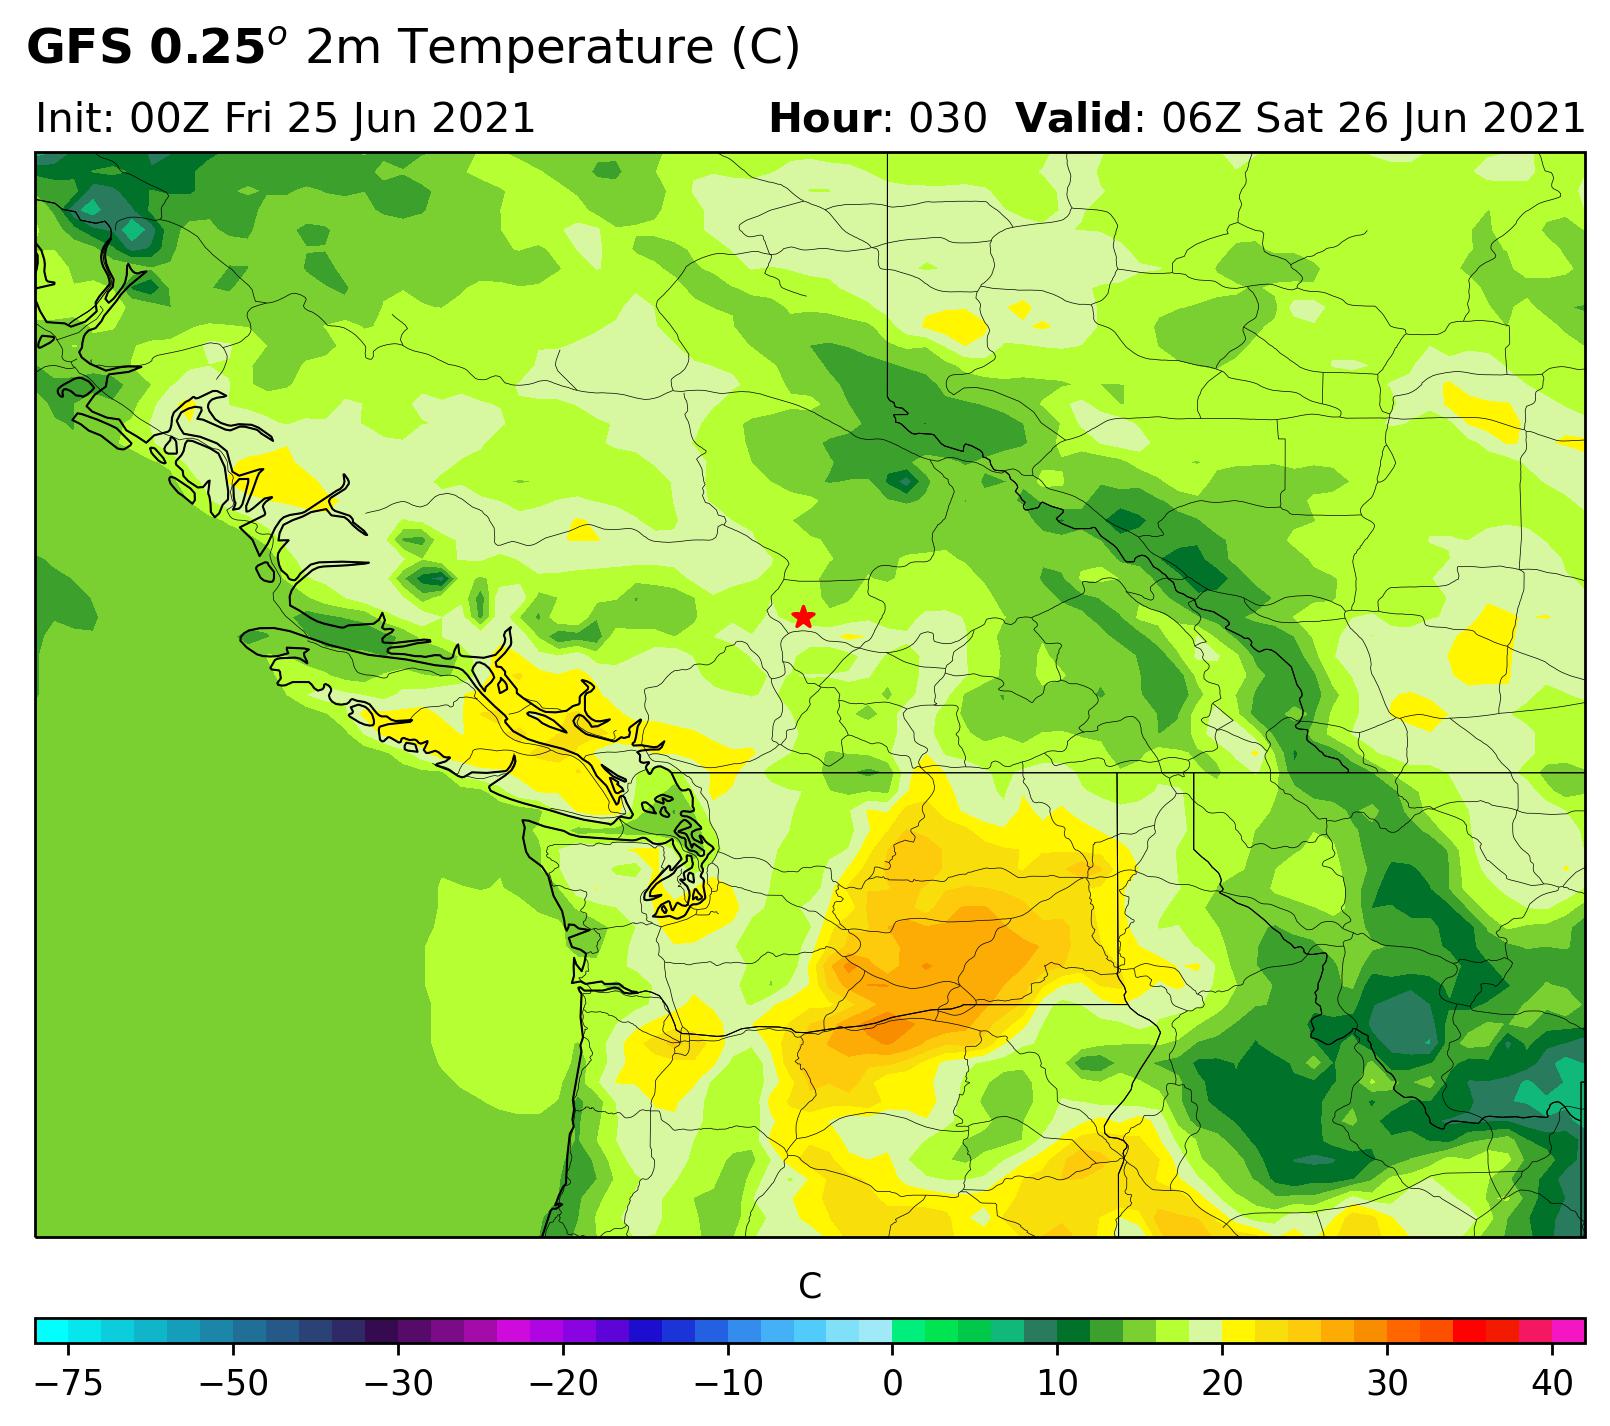 GFS 0.25° 2m Temperature (C)
Init: 00Z Fri 25 Jun 2021 Hour: 030 Valid: 06Z Sat 26 Jun 2021
C
−75 −50 −30 −20 −10 0 10 20 30 40